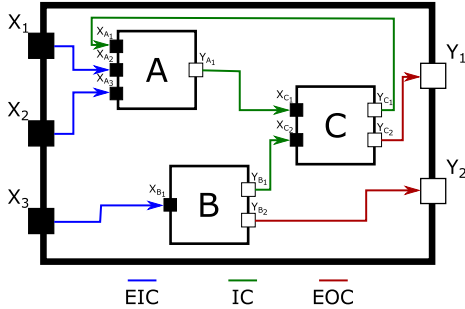 X1
X2
X3
XA1
XA2
XA3
A
YA1
XB1
B
YB1
YB2
XC1
XC2
C
YC1
YC2
Y1
Y2
EIC IC EOC